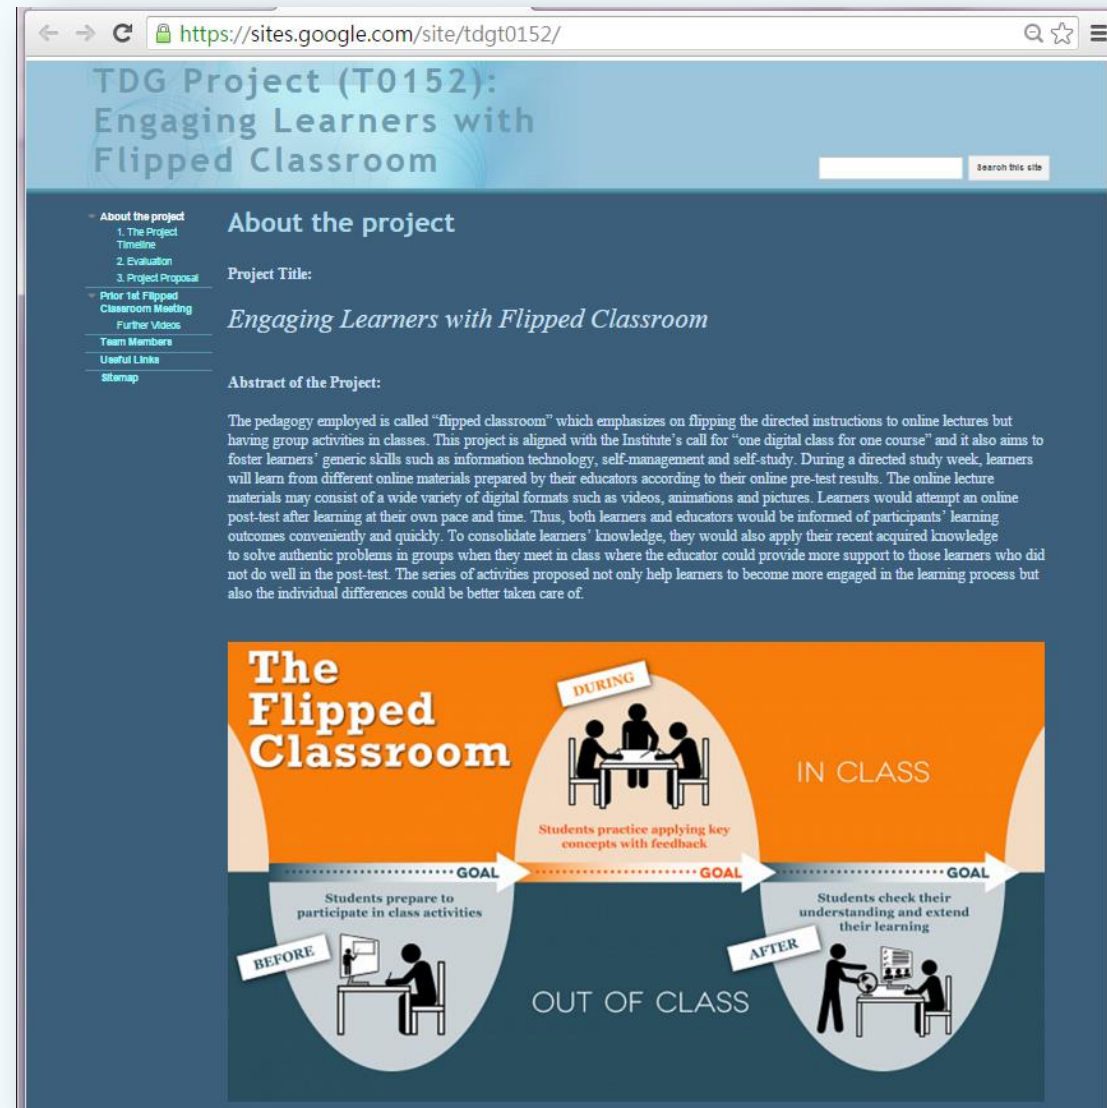 https://sites.google.com/site/tdgt0152/
TDG Project (T0152):
Engaging Learners with
Flipped Classroom
Search this site
About the project
1. The Project
Timeline
2. Evaluation
3. Project Proposal
Prior 1st Flipped
Classroom Meeting
Further Videos
Team Members
Useful Links
Sitemap
About the project
Project Title:
Engaging Learners with Flipped Classroom
Abstract of the Project:
The pedagogy employed is called “flipped classroom” which emphasizes on flipping the directed instructions to online lectures but
having group activities in classes. This project is aligned with the Institute’s call for “one digital class for one course” and it also aims to
foster learners’ generic skills such as information technology, self-management and self-study. During a directed study week, learners
will learn from different online materials prepared by their educators according to their online pre-test results. The online lecture
materials may consist of a wide variety of digital formats such as videos, animations and pictures. Learners would attempt an online
post-test after learning at their own pace and time. Thus, both learners and educators would be informed of participants’ learning
outcomes conveniently and quickly. To consolidate learners’ knowledge, they would also apply their recent acquired knowledge
to solve authentic problems in groups when they meet in class where the educator could provide more support to those learners who did
not do well in the post-test. The series of activities proposed not only help learners to become more engaged in the learning process but
also the individual differences could be better taken care of.
The
Flipped
Classroom
DURING
IN CLASS
Students practice applying key
concepts with feedback
GOAL
GOAL
GOAL
Students prepare to
participate in class activities
BEFORE
OUT OF CLASS
Students check their
understanding and extend
their learning
AFTER